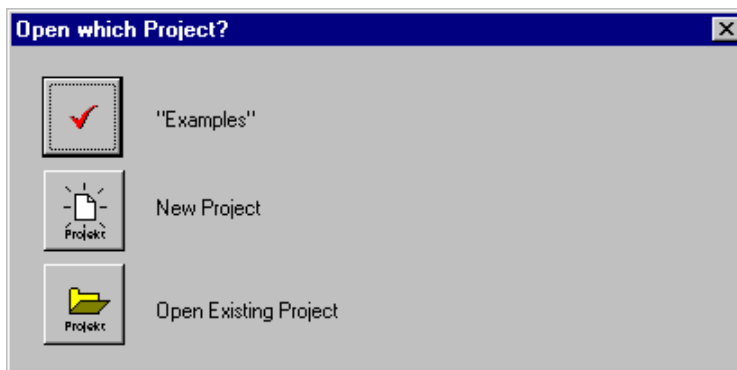 Open which Project?
"Examples"
New Project
Projekt
Open Existing Project
Projekt